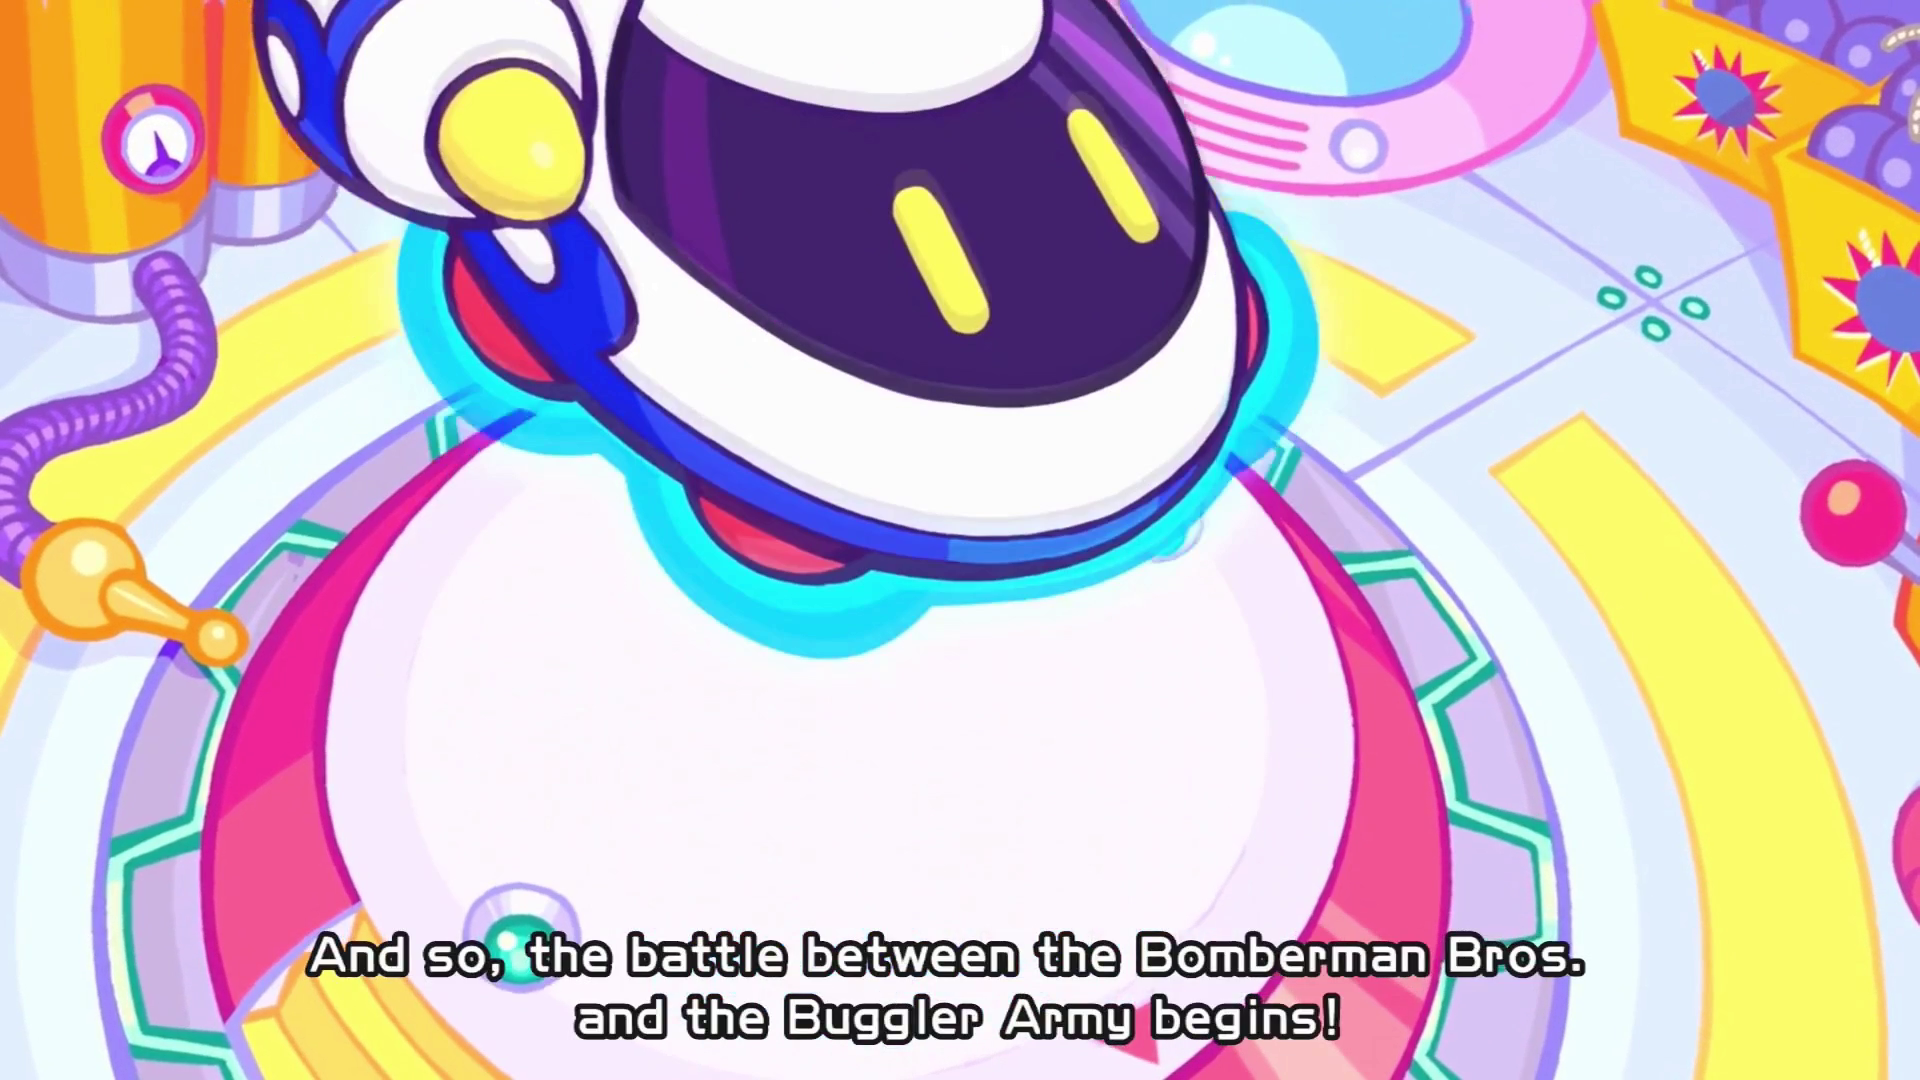 And so, the battle between the Bomberman Bros.
and the Buggler Army begins!